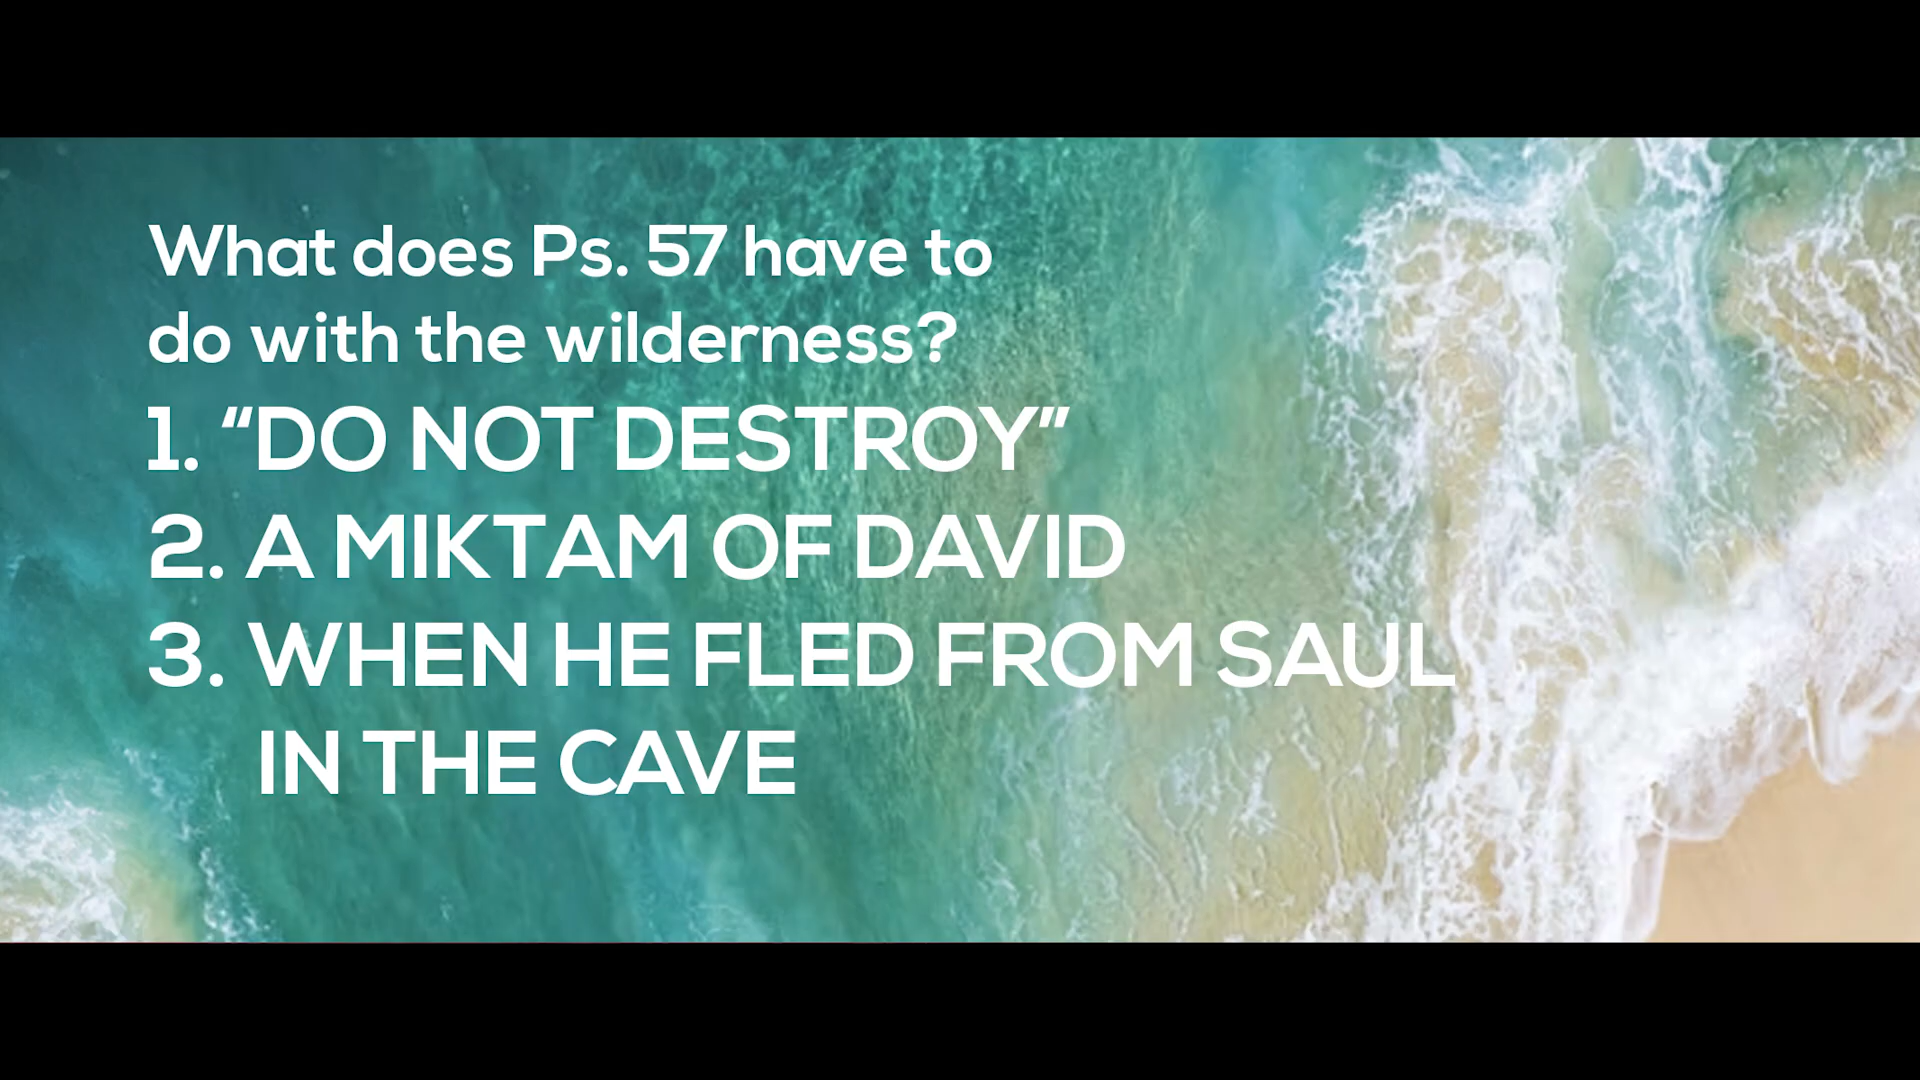 What does Ps. 57 have to
do with the wilderness?
1. “DO NOT DESTROY”
2. A MIKTAM OF DAVID
3. WHEN HE FLED FROM SAUL
IN THE CAVE